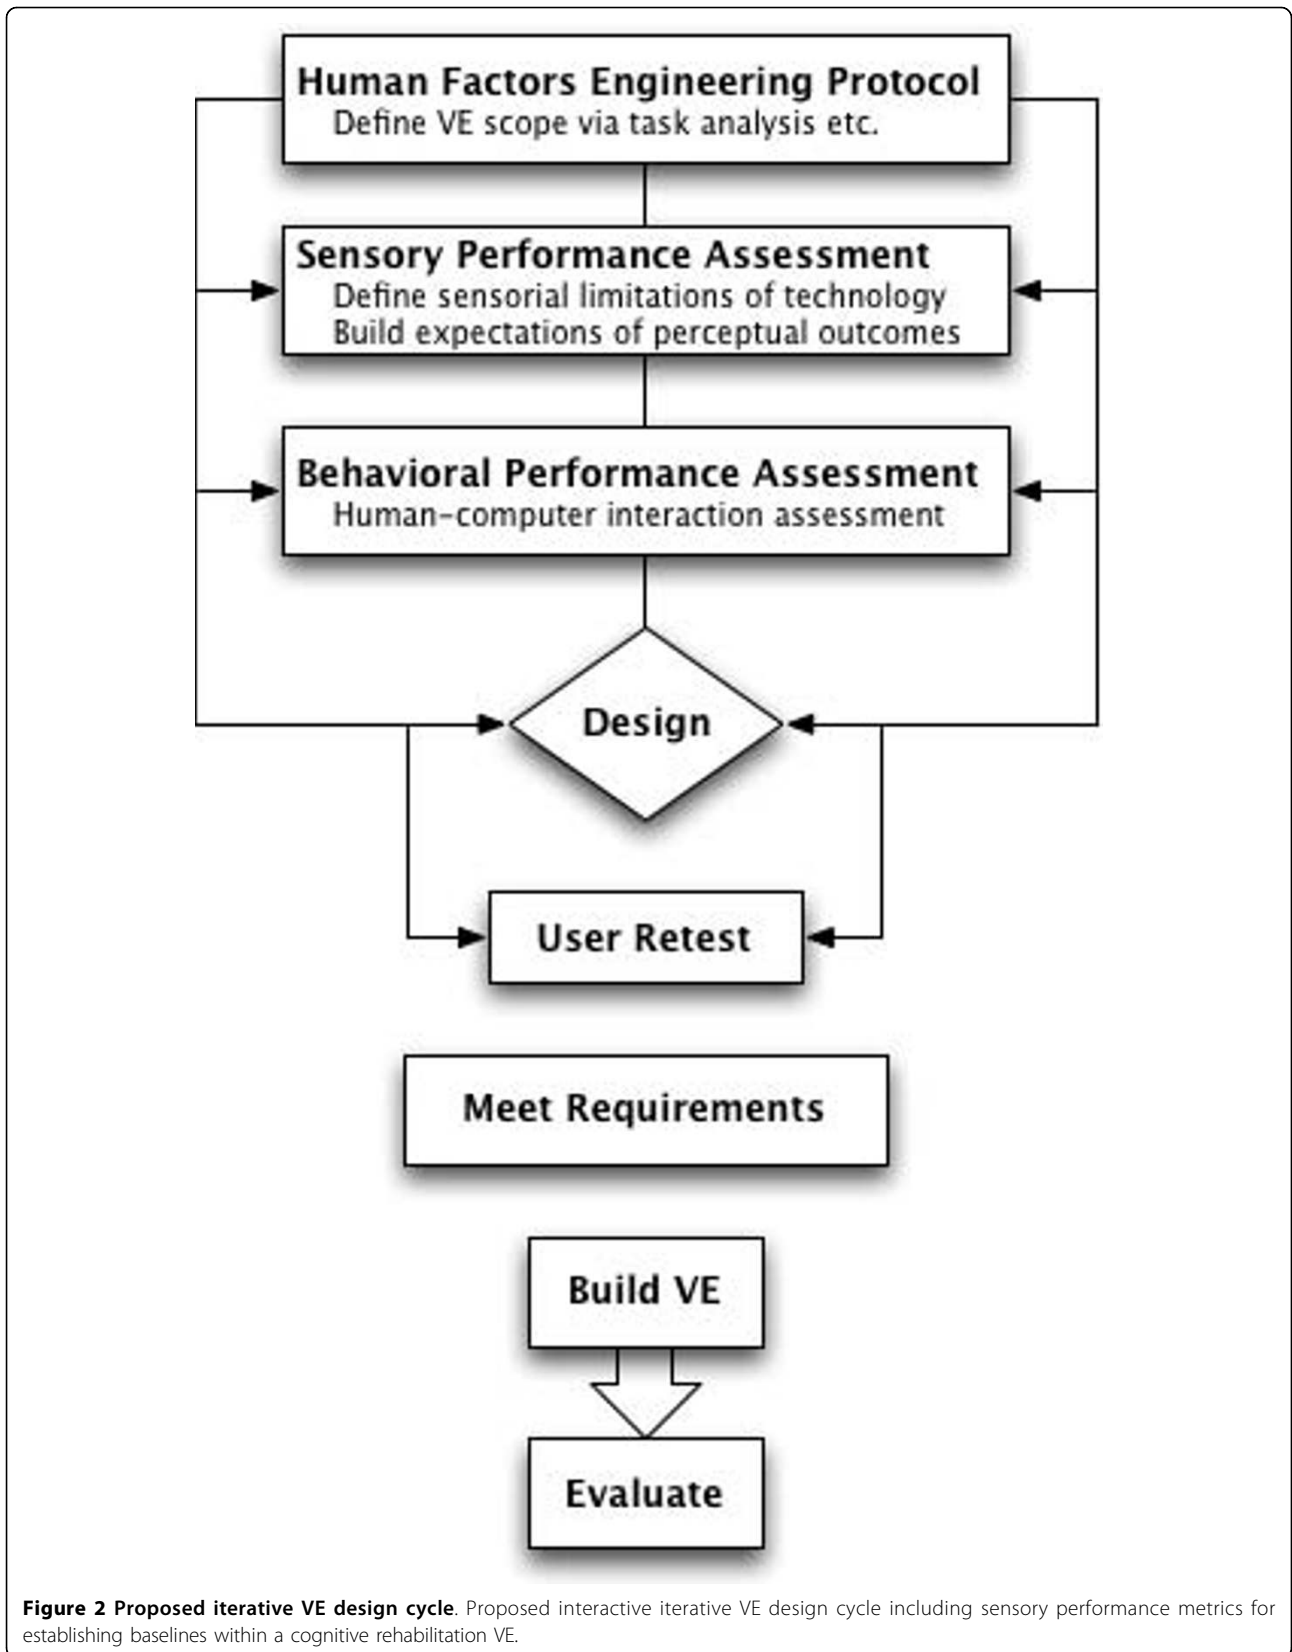 Human Factors Engineering Protocol
Define VE scope via task analysis etc.
Sensory Performance Assessment
Define sensorial limitations of technology
Build expectations of perceptual outcomes
Behavioral Performance Assessment
Human-computer interaction assessment
Design
User Retest
Meet Requirements
Build VE
Evaluate
Figure 2 Proposed iterative VE design cycle. Proposed interactive iterative VE design cycle including sensory performance metrics for
establishing baselines within a cognitive rehabilitation VE.